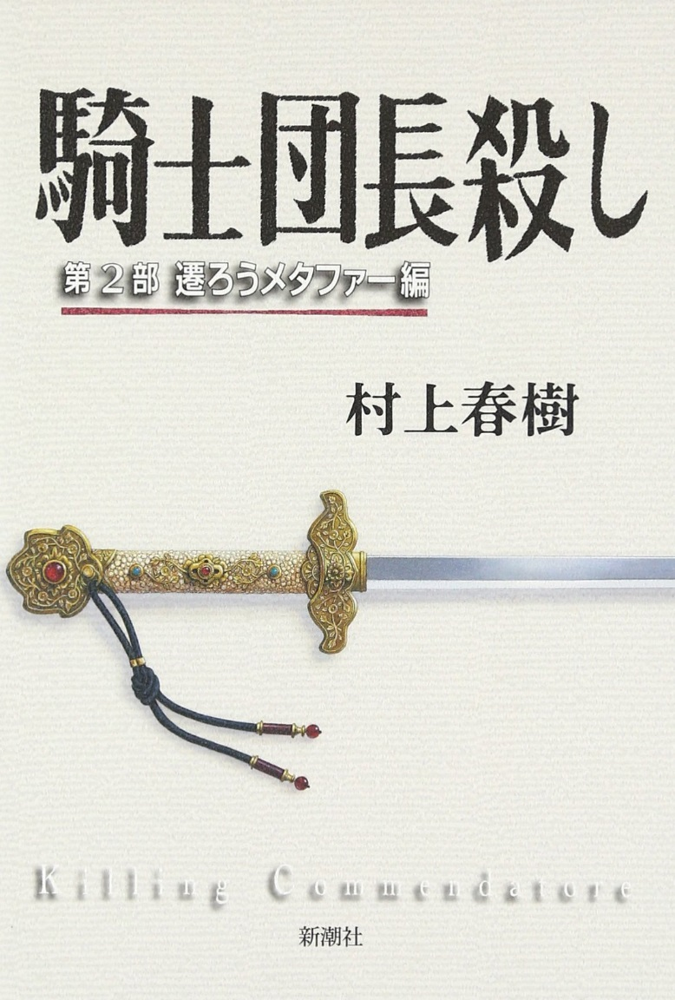 騎士団長殺し
第2部 遷ろうメタファー編
村上春樹
Killing Commendatore
新潮社